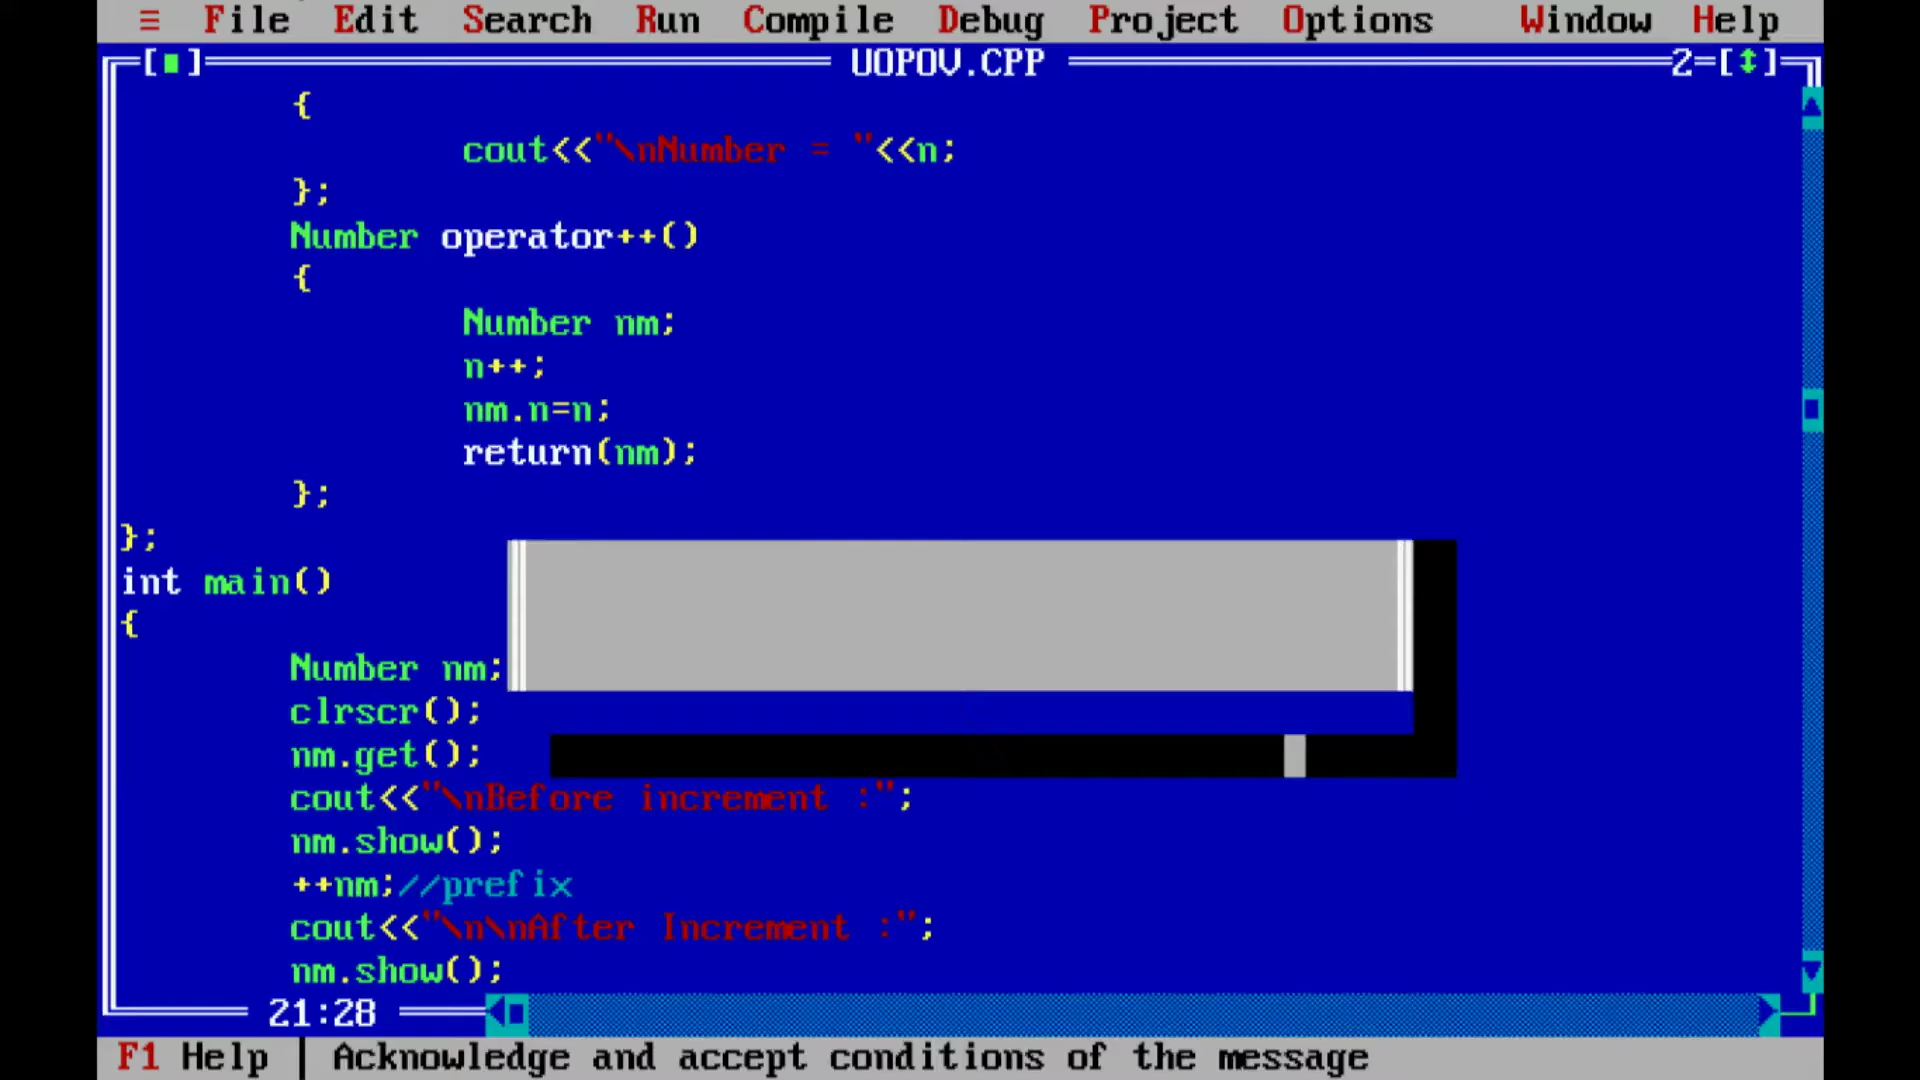 ≡ File Edit Search Run Compile Debug Project Options Window Help
[■] UOPOV.CPP 2=[↕]
{
cout<<"\nNumber = "<<n;
};
Number operator++()
{
Number nm;
n++;
nm.n=n;
return(nm);
};
};
int main()
{
Number nm;
clrscr();
nm.get();
cout<<"\nBefore increment :";
nm.show();
++nm;//prefix
cout<<"\n\nAfter Increment :";
nm.show();
21:28
F1 Help │ Acknowledge and accept conditions of the message